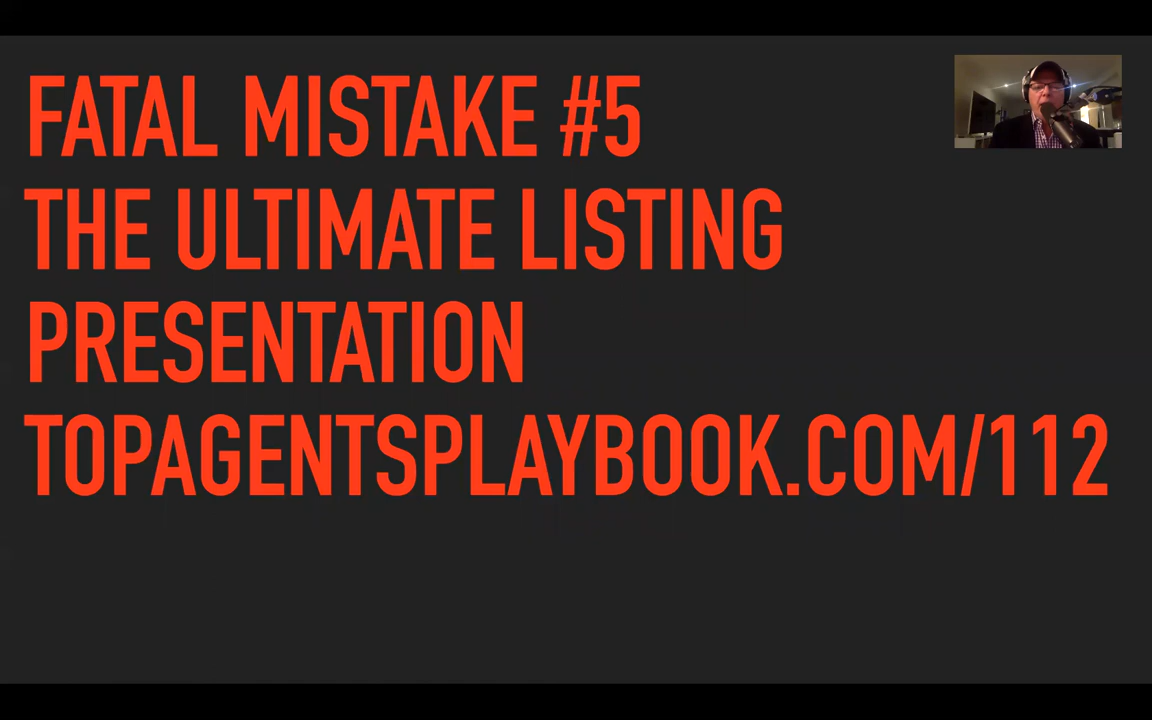 FATAL MISTAKE #5
THE ULTIMATE LISTING
PRESENTATION
TOPAGENTSPLAYBOOK.COM/112